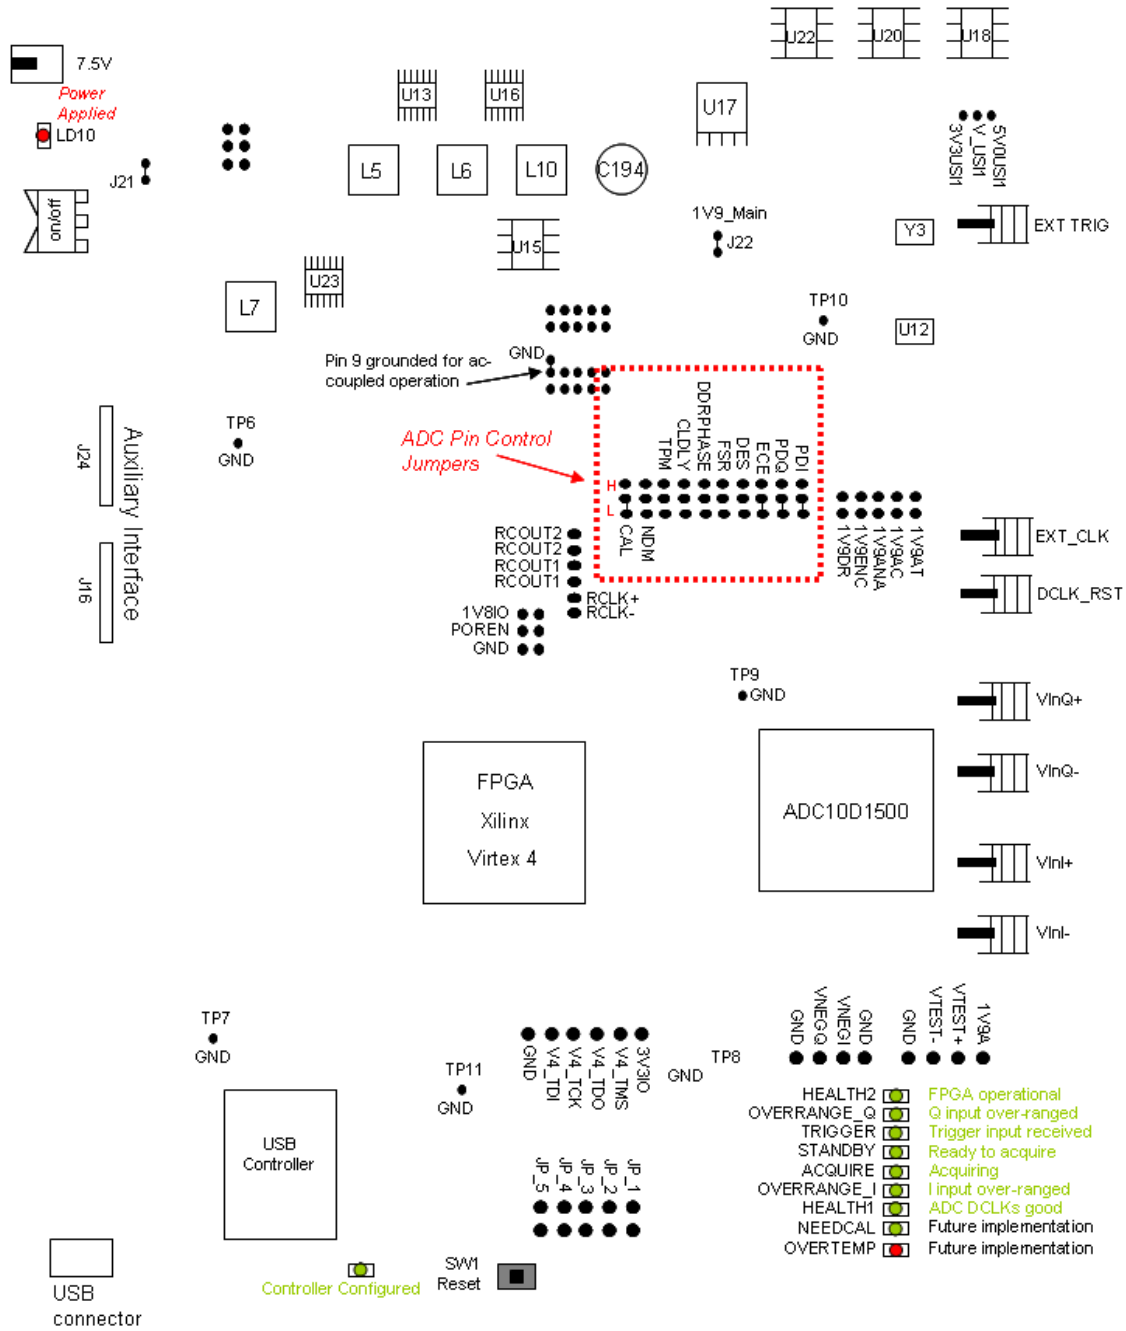 U22
U20
U18
7.5V
Power
Applied
LD10
U13
U16
U17
3V3USI1
V_USI1
5V0USI1
J21
L5
L6
L10
C194
on/off
1V9_Main
J22
Y3
EXT TRIG
U15
U23
L7
TP10
GND
U12
GND
Pin 9 grounded for ac-
coupled operation
TP6
GND
ADC Pin Control
Jumpers
TPM
CLDLY
DDRPHASE
FSR
DES
ECE
PDQ
PDI
H
L
CAL
NDM
J24
Auxiliary Interface
J16
1V9DR
1V9ENC
1V9ANA
1V9AC
1V9AT
EXT_CLK
RCOUT2
RCOUT2
RCOUT1
RCOUT1
RCLK+
RCLK-
DCLK_RST
1V8IO
POREN
GND
TP9
GND
VInQ+
VInQ-
FPGA
Xilinx
Virtex 4
ADC10D1500
VInI+
VInI-
TP7
GND
TP11
GND
GND
V4_TDI
V4_TCK
V4_TDO
V4_TMS
3V3IO
TP8
GND
GND
VNEGQ
VNEGI
GND
GND
VTEST-
VTEST+
1V9A
USB
Controller
JP_5
JP_4
JP_3
JP_2
JP_1
HEALTH2 FPGA operational
OVERRANGE_Q Q input over-ranged
TRIGGER Trigger input received
STANDBY Ready to acquire
ACQUIRE Acquiring
OVERRANGE_I I input over-ranged
HEALTH1 ADC DCLKs good
NEEDCAL Future implementation
OVERTEMP Future implementation
SW1
Reset
Controller Configured
USB
connector